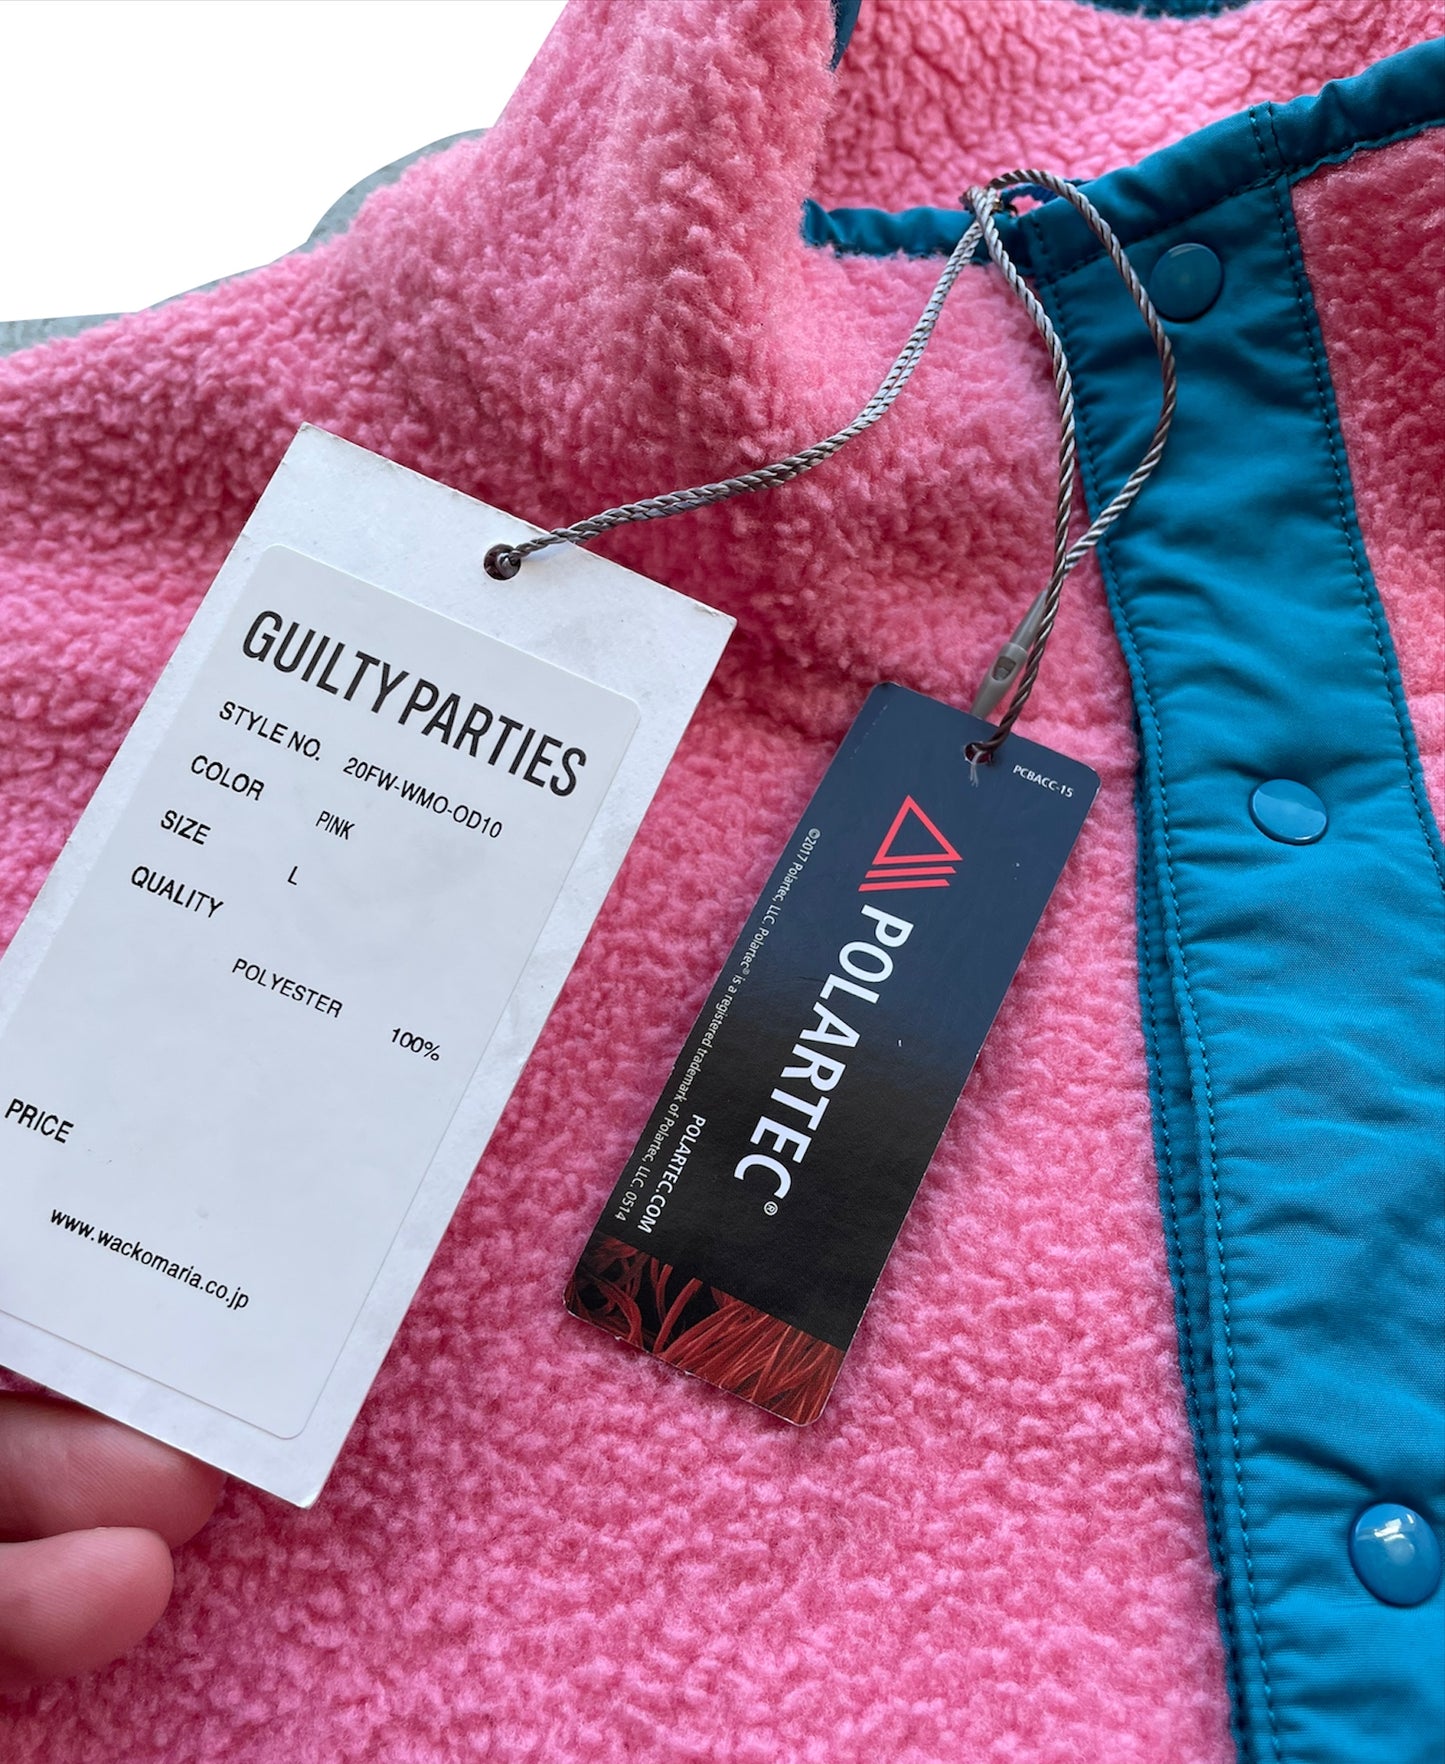 GUILTY PARTIES
STYLE NO. 20FW-WMO-OD10
COLOR PINK
SIZE L
QUALITY
POLYESTER 100%
PRICE
www.wackomaria.co.jp
PCBACC-15
POLARTEC®
POLARTEC.COM
©2017 Polartec, LLC. Polartec® is a registered trademark of Polartec, LLC. 0514